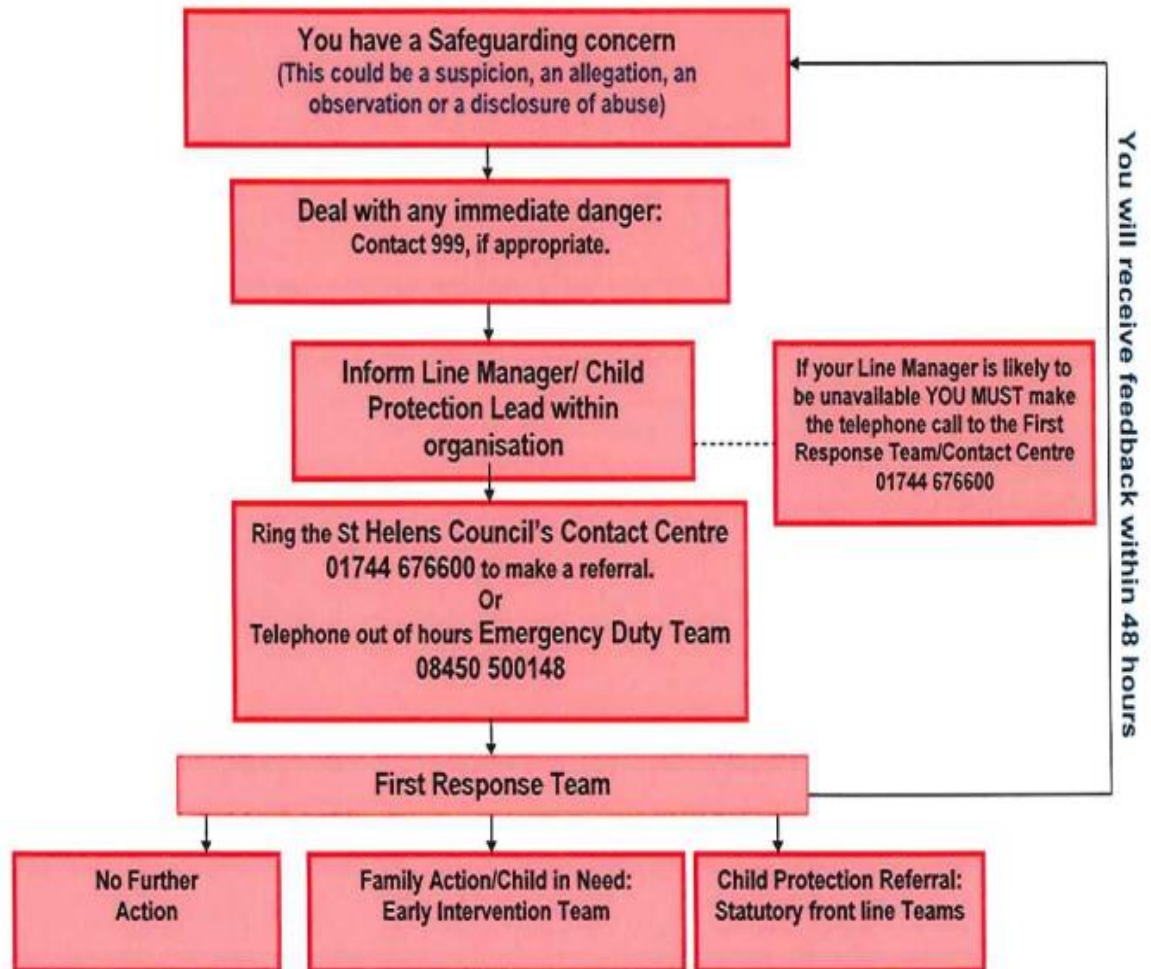 You have a Safeguarding concern
(This could be a suspicion, an allegation, an
observation or a disclosure of abuse)
Deal with any immediate danger:
Contact 999, if appropriate.
Inform Line Manager/ Child
Protection Lead within
organisation
If your Line Manager is likely to
be unavailable YOU MUST make
the telephone call to the First
Response Team/Contact Centre
01744 676600
Ring the St Helens Council's Contact Centre
01744 676600 to make a referral.
Or
Telephone out of hours Emergency Duty Team
08450 500148
First Response Team
No Further
Action
Family Action/Child in Need:
Early Intervention Team
Child Protection Referral:
Statutory front line Teams
You will receive feedback within 48 hours